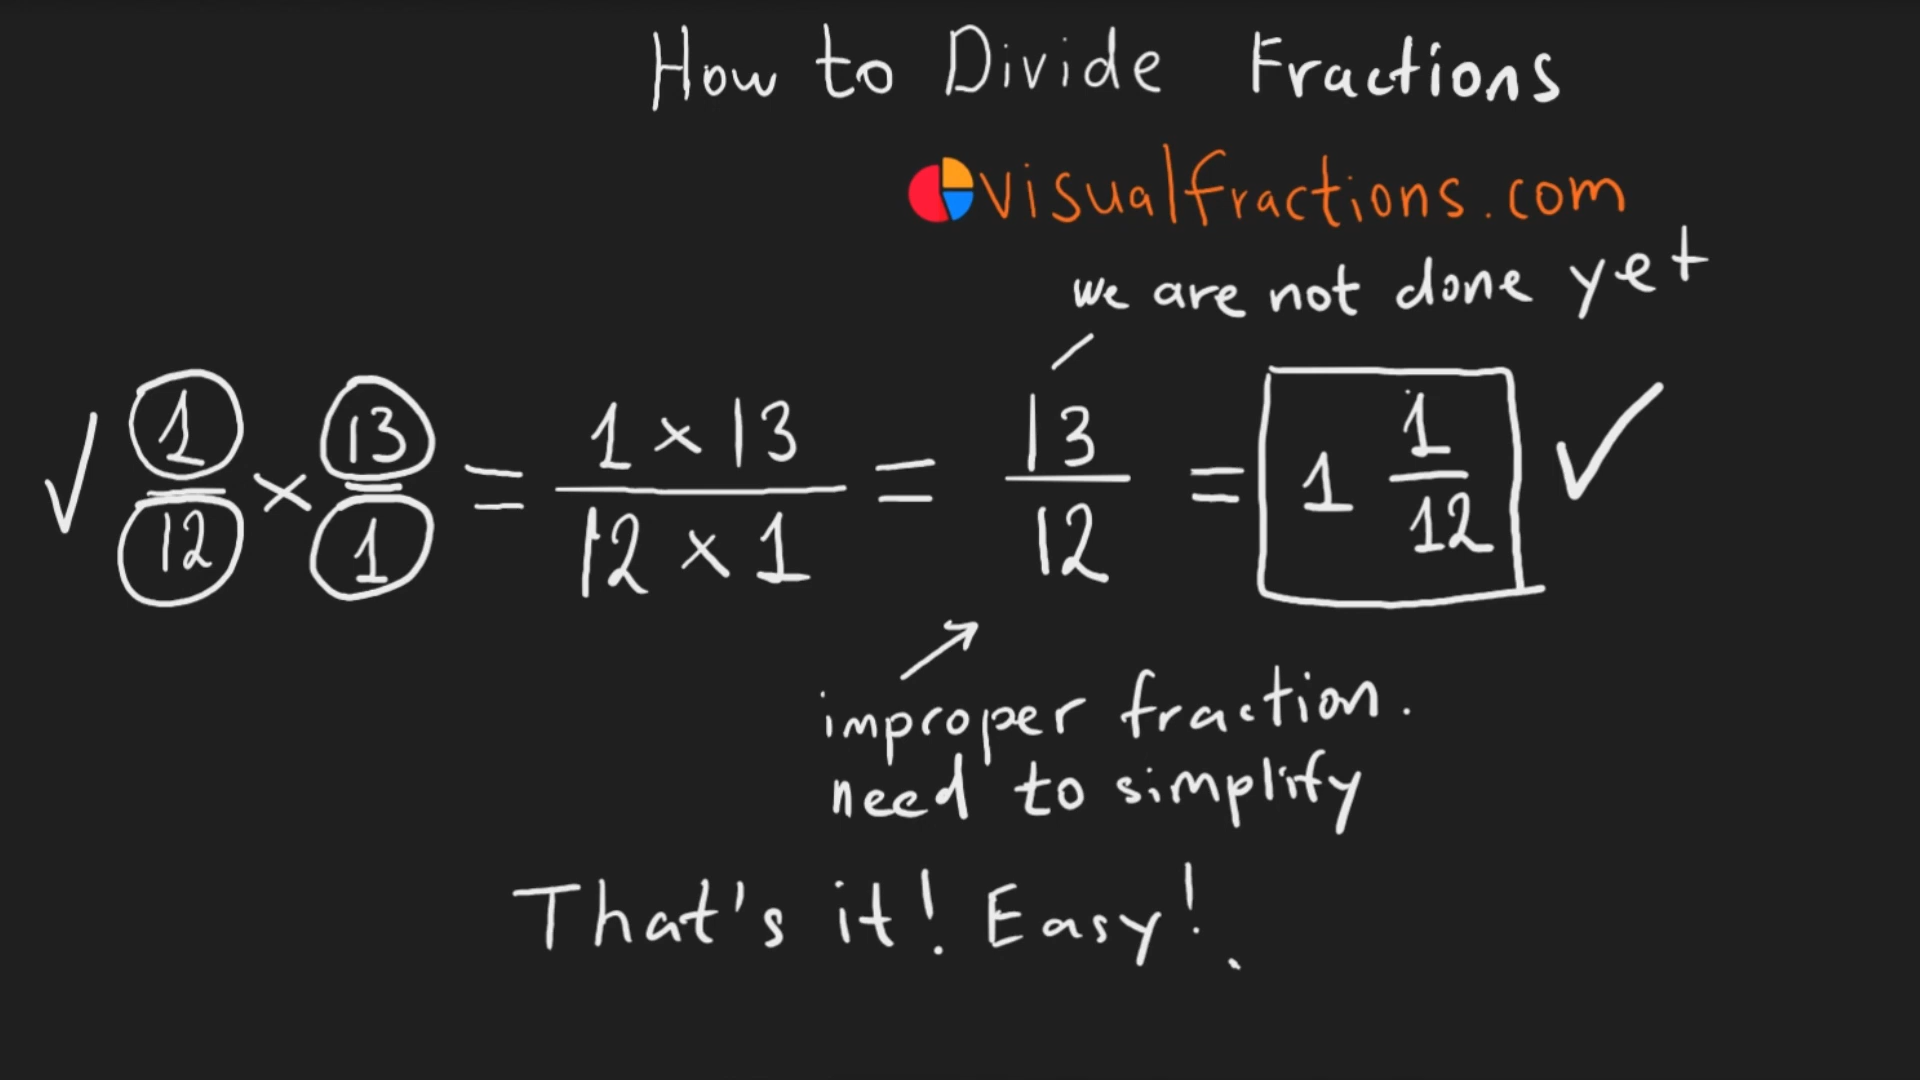 How to Divide Fractions
visualfractions.com
we are not done yet
√ 1/12 × 13/1 = 1 × 13/12 × 1 = 13/12 = 1 1/12 ✓
improper fraction.
need to simplify
That's it! Easy!